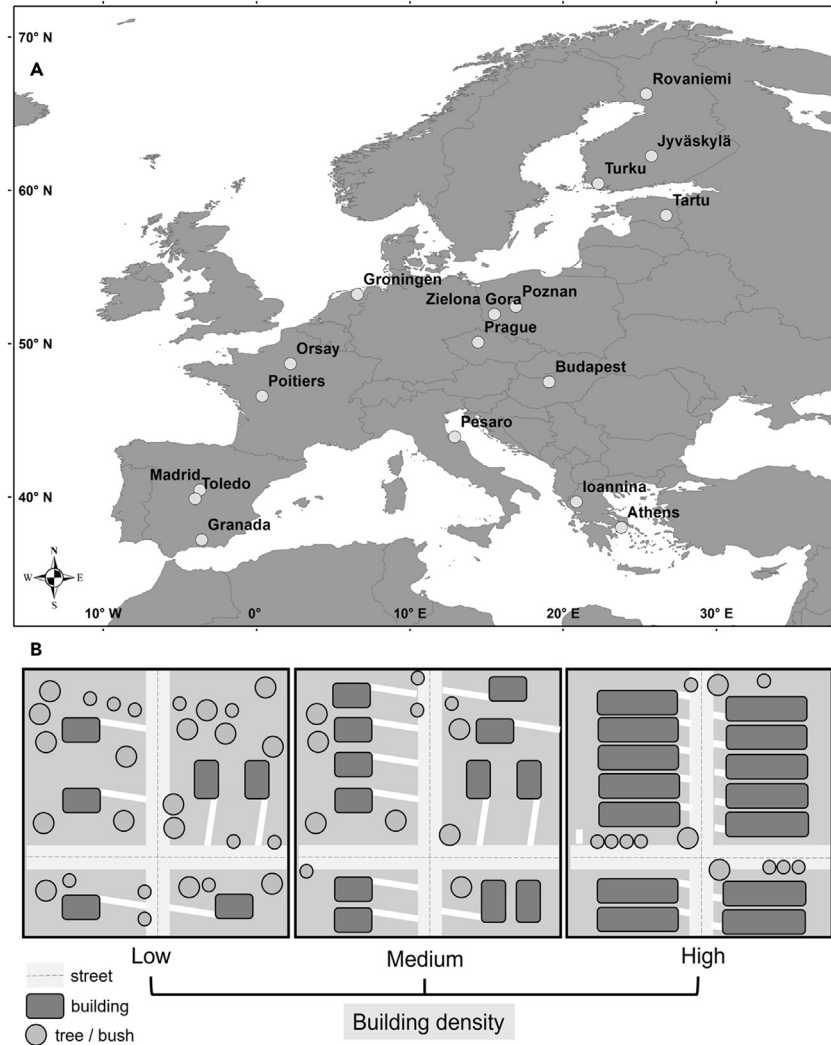 70° N
A
Rovaniemi
Jyväskylä
Turku
60° N
Tartu
Groningen
Zielona Gora
Poznan
Prague
50° N
Orsay
Budapest
Poitiers
Pesaro
Madrid
Toledo
40° N
Ioannina
Athens
Granada
N
W E
S
10° W 0° 10° E 20° E 30° E
B
Low Medium High
street
building
tree / bush
Building density